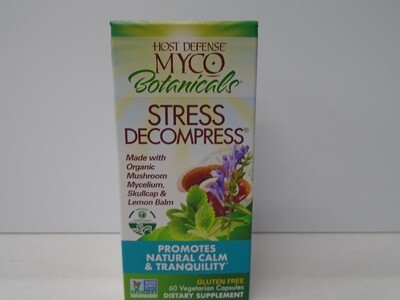 HOST DEFENSE®
MYCO
Botanicals®
STRESS
DECOMPRESS®
Made with
Organic
Mushroom
Mycelium,
Skullcap &
Lemon Balm
PROMOTES
NATURAL CALM
& TRANQUILITY*
GLUTEN FREE
60 Vegetarian Capsules
DIETARY SUPPLEMENT